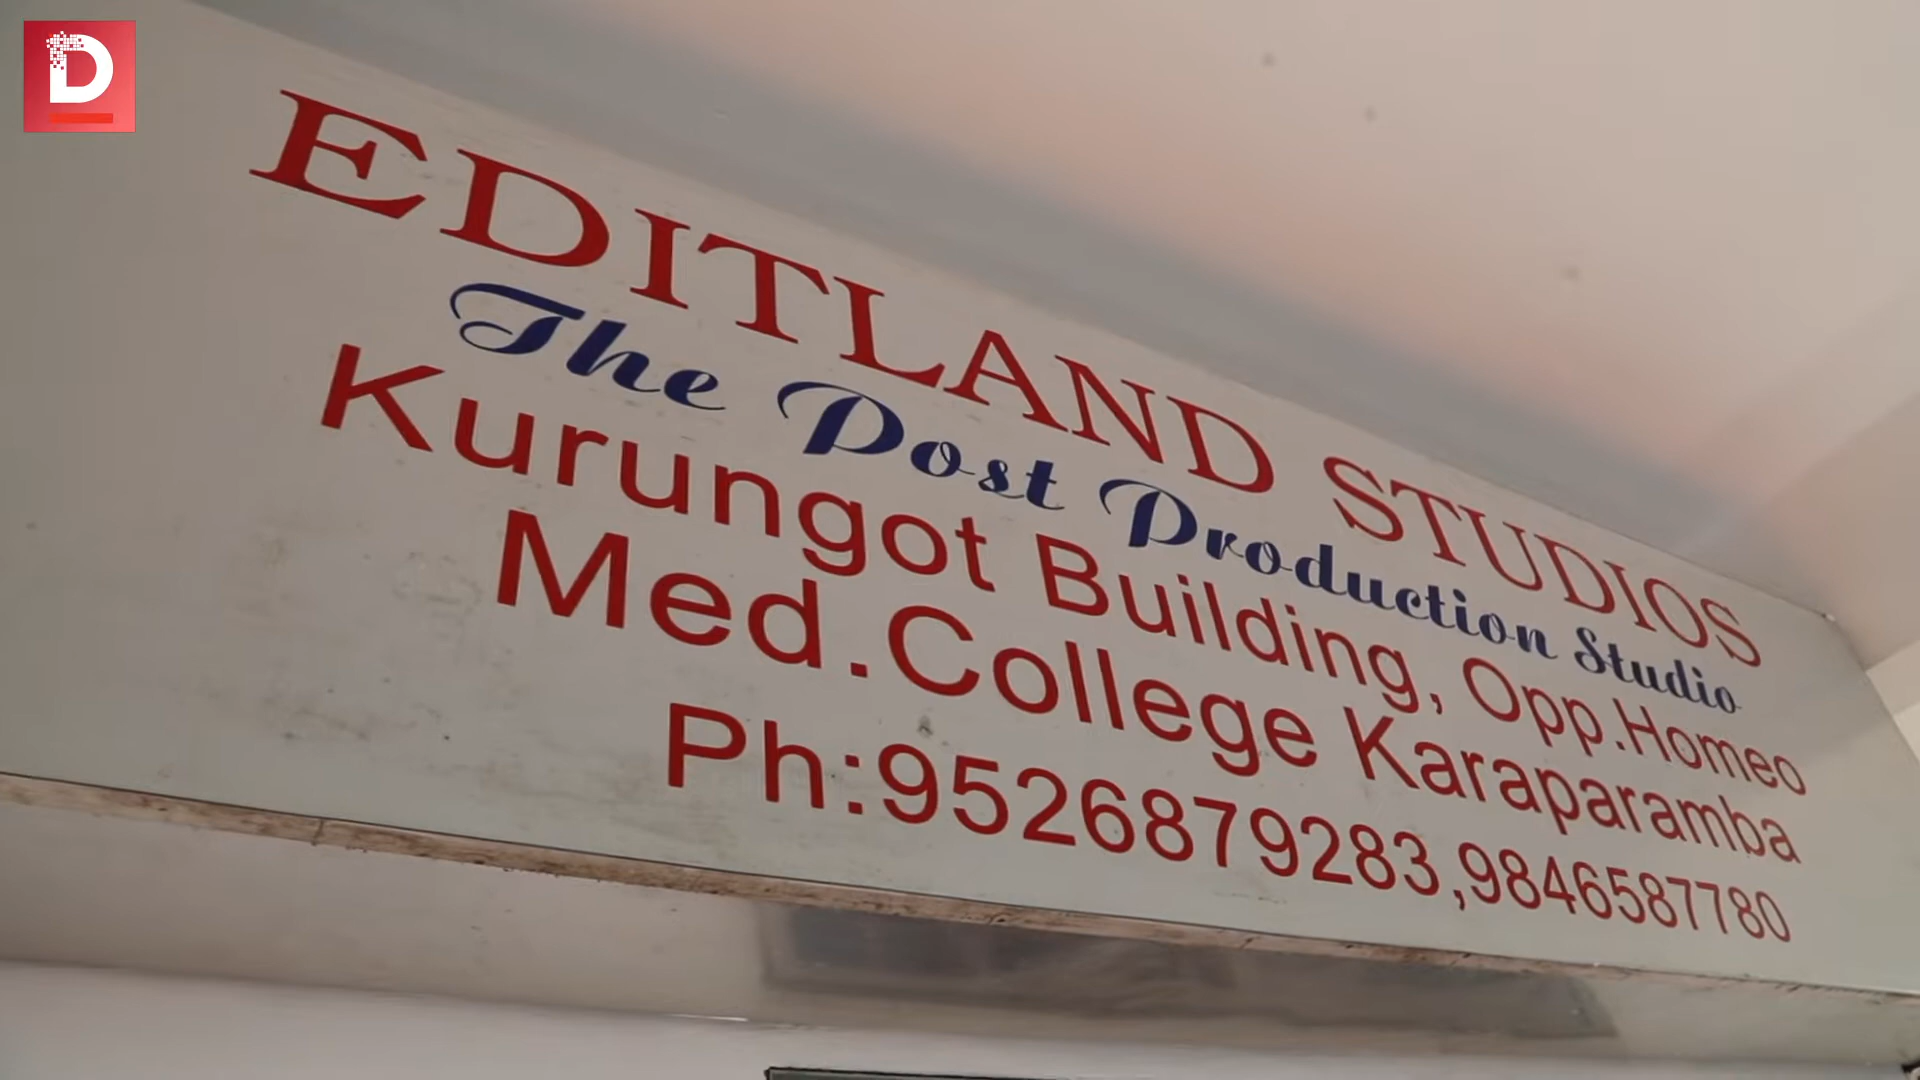 D
EDITLAND STUDIOS
The Post Production Studio
Kurungot Building, Opp.Homeo
Med.College Karaparamba
Ph:9526879283,9846587780